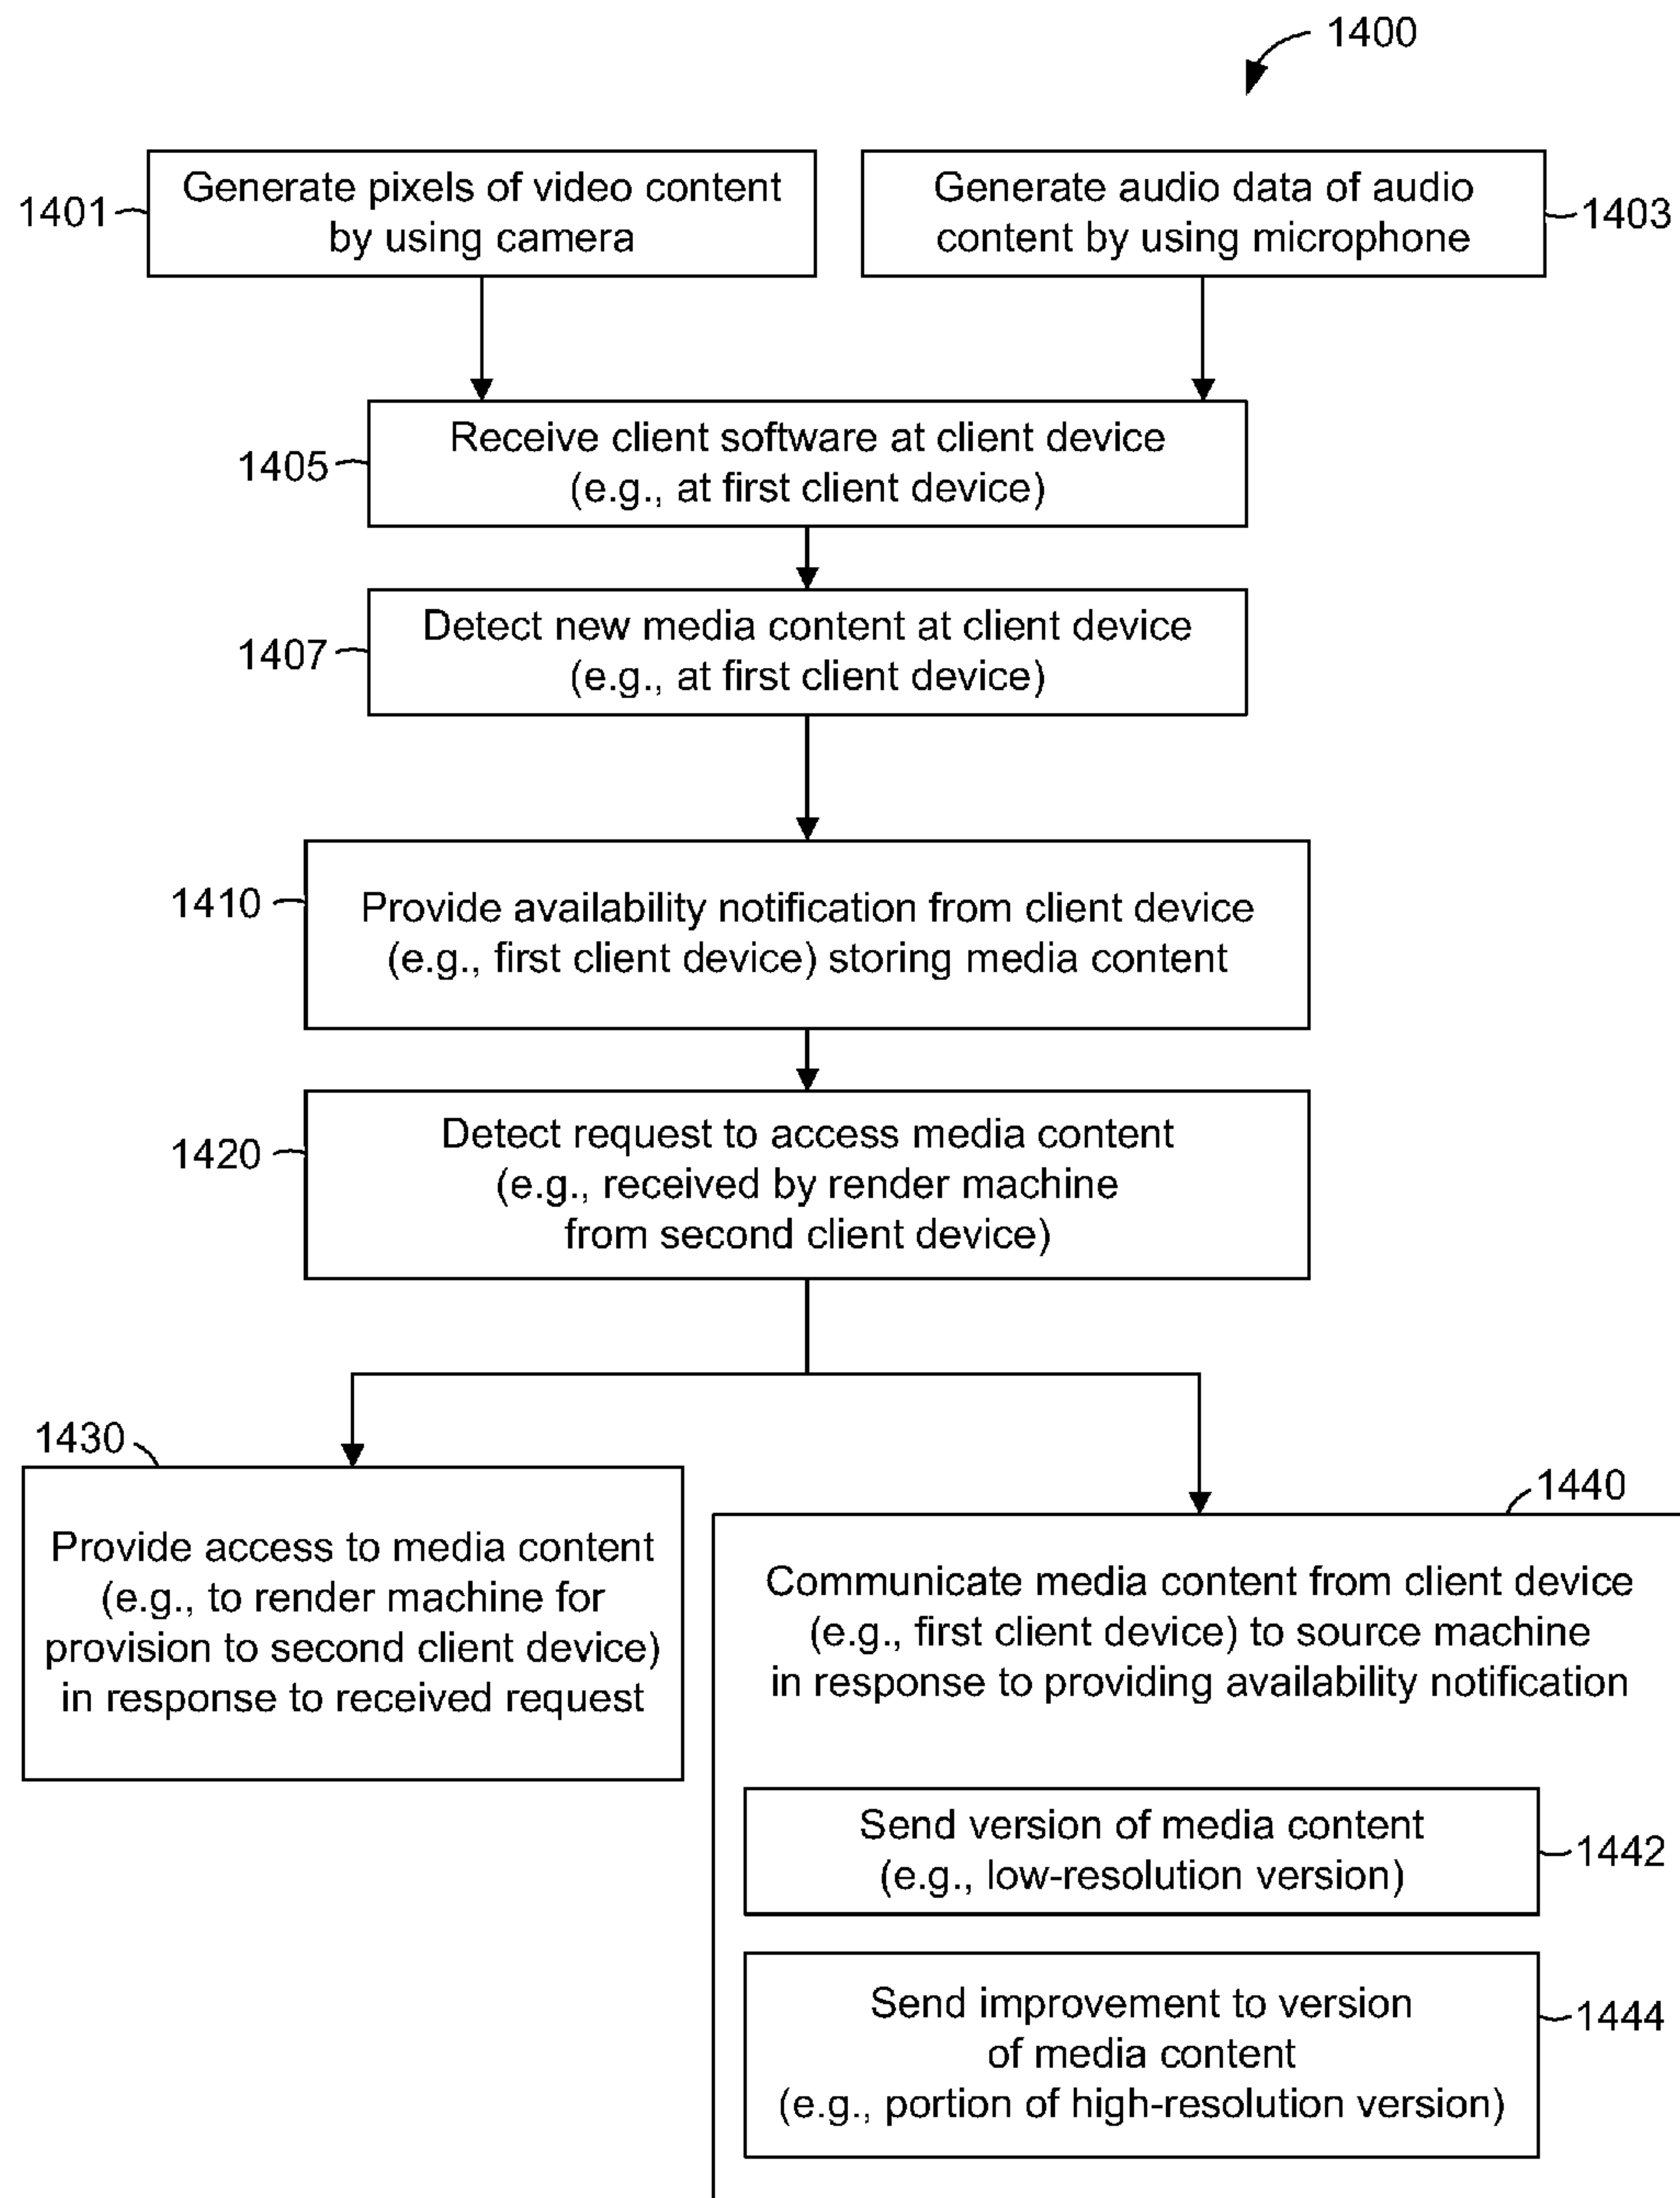 1400
Generate pixels of video content
by using camera
1401
Generate audio data of audio
content by using microphone
1403
Receive client software at client device
(e.g., at first client device)
1405
Detect new media content at client device
(e.g., at first client device)
1407
Provide availability notification from client device
(e.g., first client device) storing media content
1410
Detect request to access media content
(e.g., received by render machine
from second client device)
1420
1430
Provide access to media content
(e.g., to render machine for
provision to second client device)
in response to received request
1440
Communicate media content from client device
(e.g., first client device) to source machine
in response to providing availability notification
Send version of media content
(e.g., low-resolution version)
1442
Send improvement to version
of media content
(e.g., portion of high-resolution version)
1444